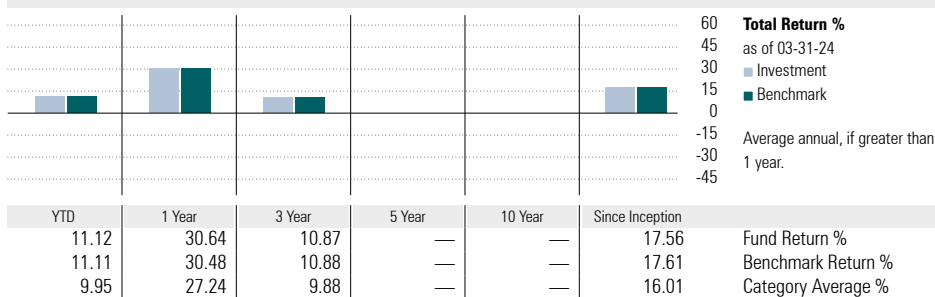 60
45
30
15
0
-15
-30
-45
Total Return %
as of 03-31-24
Investment
Benchmark
Average annual, if greater than
1 year.
YTD 1 Year 3 Year 5 Year 10 Year Since Inception
11.12 30.64 10.87 — — 17.56 Fund Return %
11.11 30.48 10.88 — — 17.61 Benchmark Return %
9.95 27.24 9.88 — — 16.01 Category Average %